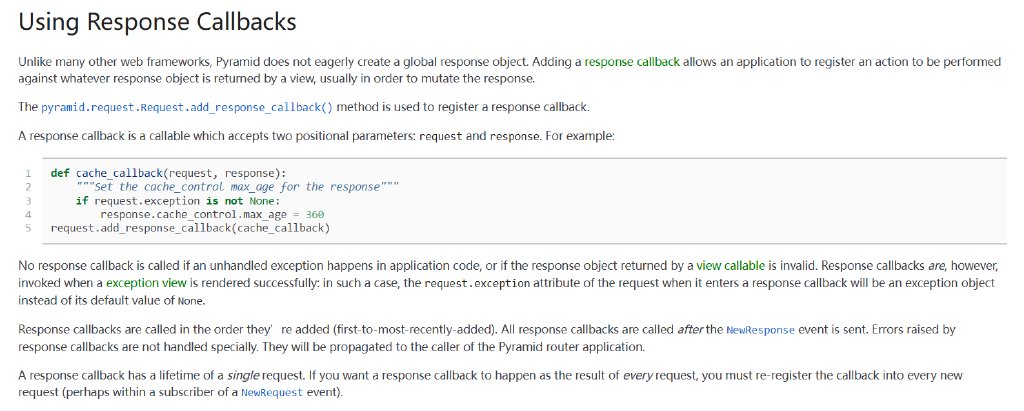 Using Response Callbacks
Unlike many other web frameworks, Pyramid does not eagerly create a global response object. Adding a response callback allows an application to register an action to be performed
against whatever response object is returned by a view, usually in order to mutate the response.
The pyramid.request.Request.add_response_callback() method is used to register a response callback.
A response callback is a callable which accepts two positional parameters: request and response. For example:
1 def cache_callback(request, response):
2     """Set the cache_control max_age for the response"""
3     if request.exception is not None:
4         response.cache_control.max_age = 360
5 request.add_response_callback(cache_callback)
No response callback is called if an unhandled exception happens in application code, or if the response object returned by a view callable is invalid. Response callbacks are, however,
invoked when a exception view is rendered successfully: in such a case, the request.exception attribute of the request when it enters a response callback will be an exception object
instead of its default value of None.
Response callbacks are called in the order they' re added (first-to-most-recently-added). All response callbacks are called after the NewResponse event is sent. Errors raised by
response callbacks are not handled specially. They will be propagated to the caller of the Pyramid router application.
A response callback has a lifetime of a single request. If you want a response callback to happen as the result of every request, you must re-register the callback into every new
request (perhaps within a subscriber of a NewRequest event).